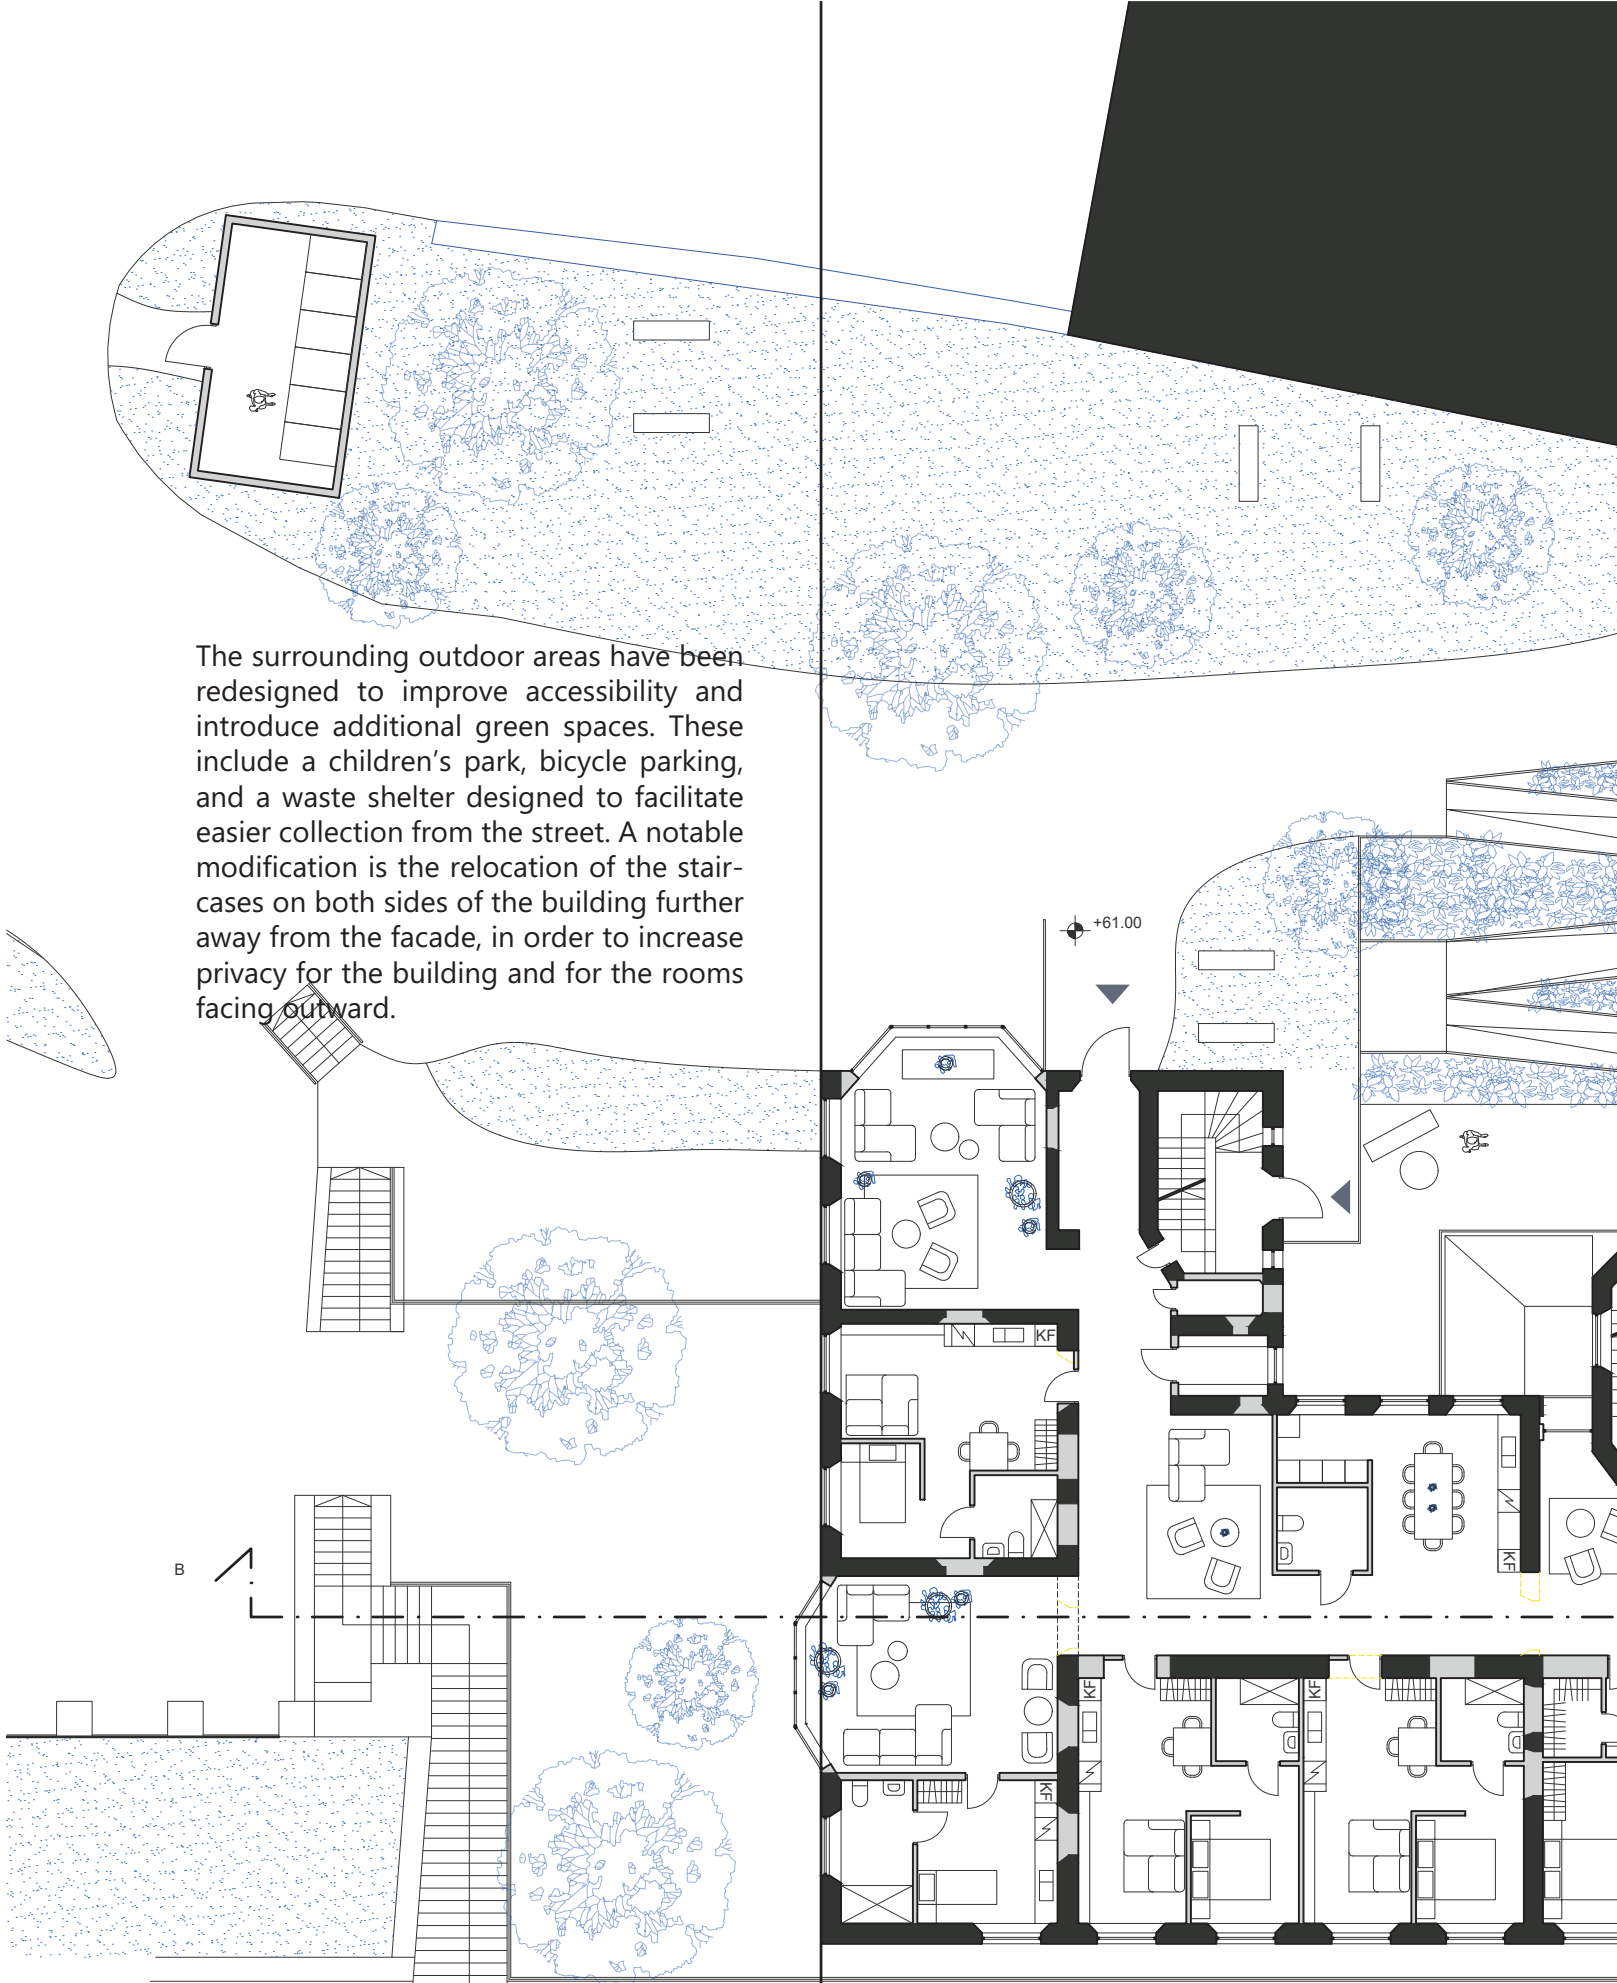 The surrounding outdoor areas have been
redesigned to improve accessibility and
introduce additional green spaces. These
include a children's park, bicycle parking,
and a waste shelter designed to facilitate
easier collection from the street. A notable
modification is the relocation of the stair-
cases on both sides of the building further
away from the facade, in order to increase
privacy for the building and for the rooms
facing outward.
+61.00
KF
KF
B
KF
KF
KF